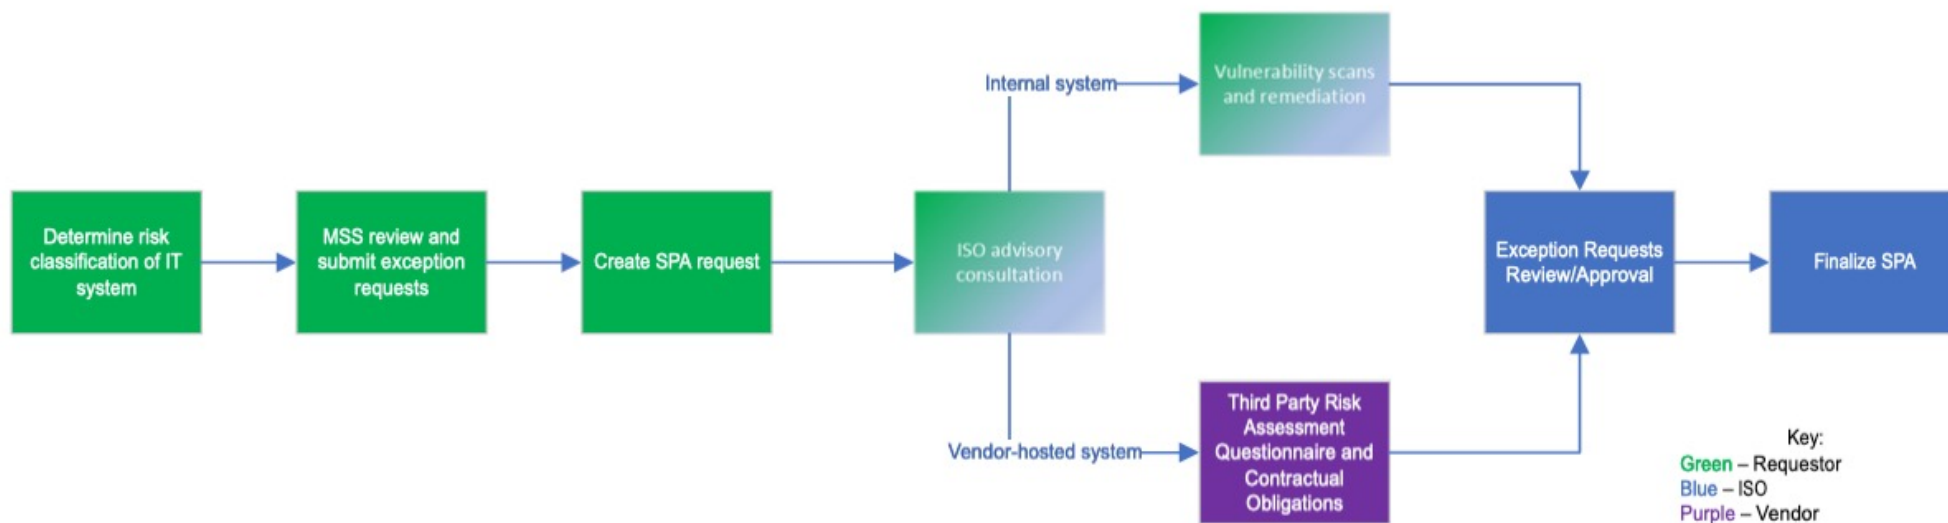 Determine risk
classification of IT
system
MSS review and
submit exception
requests
Create SPA request
ISO advisory
consultation
Internal system
Vulnerability scans
and remediation
Vendor-hosted system
Third Party Risk
Assessment
Questionnaire and
Contractual
Obligations
Exception Requests
Review/Approval
Finalize SPA
Key:
Green – Requestor
Blue – ISO
Purple – Vendor